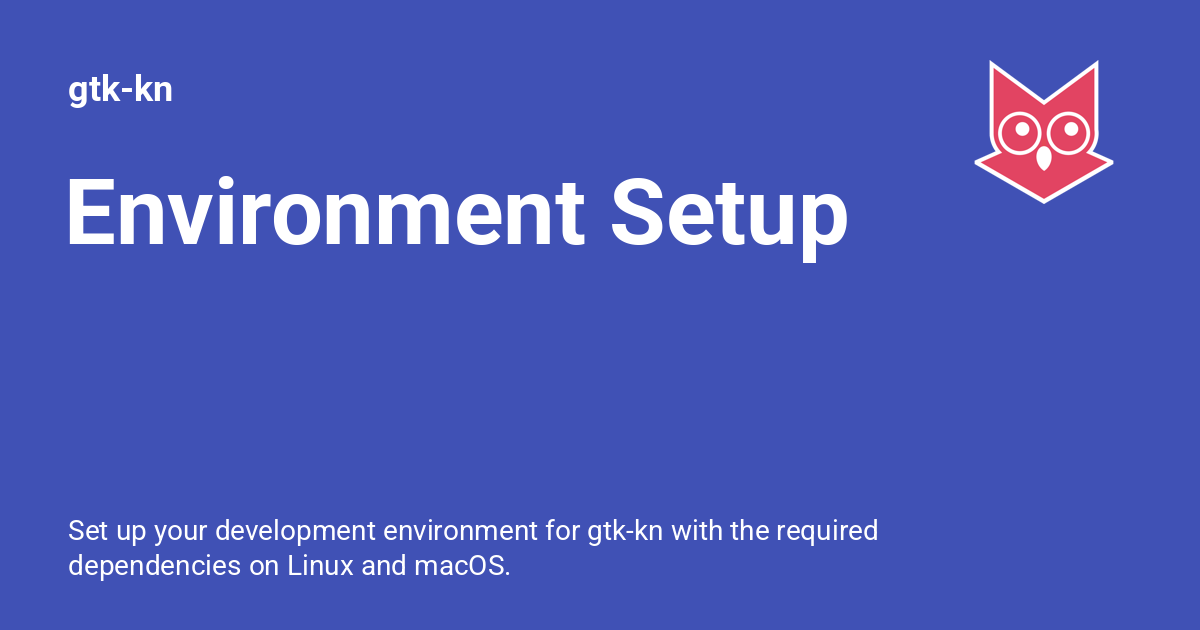 gtk-kn
Environment Setup
Set up your development environment for gtk-kn with the required
dependencies on Linux and macOS.